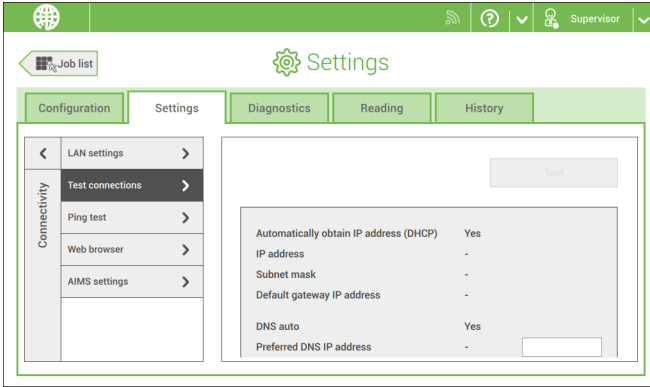 Supervisor
Job list
Settings
Configuration
Settings
Diagnostics
Reading
History
Connectivity
LAN settings
Test connections
Ping test
Web browser
AIMS settings
Test
Automatically obtain IP address (DHCP) Yes
IP address -
Subnet mask -
Default gateway IP address -
DNS auto Yes
Preferred DNS IP address -